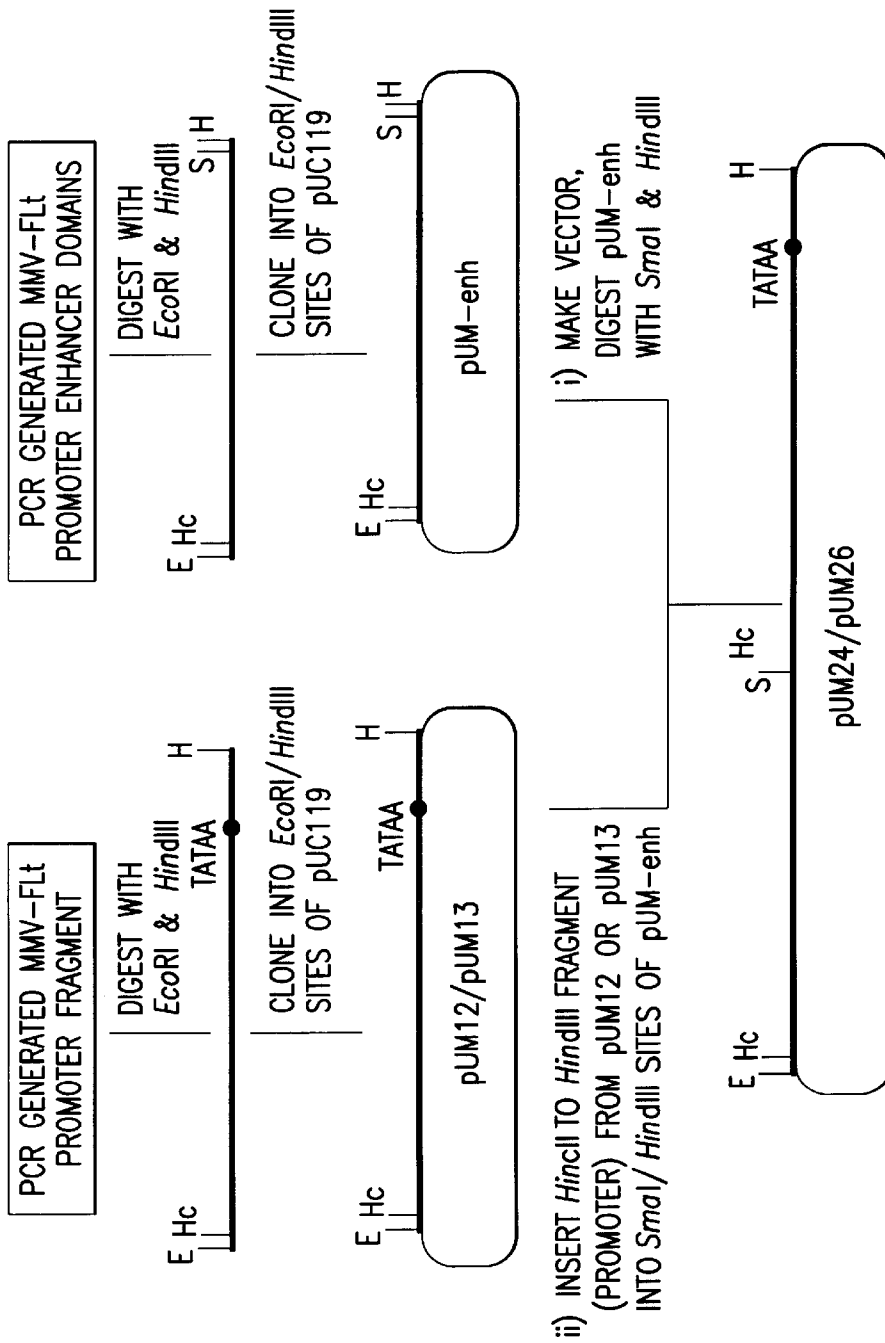 PCR GENERATED MMV-FLt
PROMOTER FRAGMENT
DIGEST WITH
EcoRI & HindIII
E Hc
TATAA
H
CLONE INTO EcoRI/HindIII
SITES OF pUC119
E Hc
TATAA
H
pUM12/pUM13
PCR GENERATED MMV-FLt
PROMOTER ENHANCER DOMAINS
DIGEST WITH
EcoRI & HindIII
E Hc
S H
CLONE INTO EcoRI/HindIII
SITES OF pUC119
E Hc
S H
pUM-enh
i) MAKE VECTOR,
DIGEST pUM-enh
WITH SmaI & HindIII
ii) INSERT HincII TO HindIII FRAGMENT
(PROMOTER) FROM pUM12 OR pUM13
INTO SmaI/HindIII SITES OF pUM-enh
E Hc
S Hc
TATAA
H
pUM24/pUM26